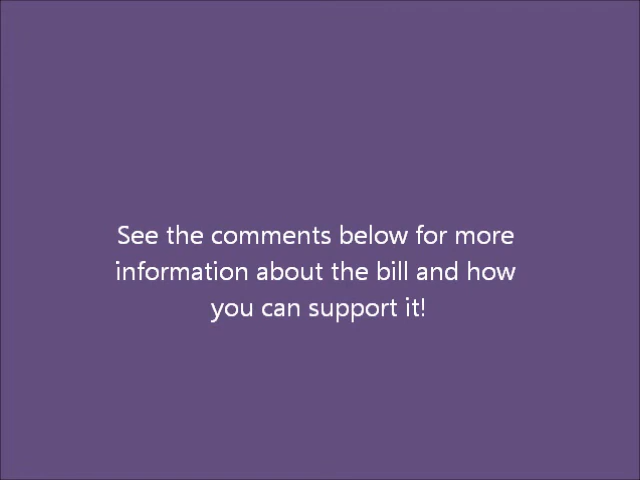 See the comments below for more
information about the bill and how
you can support it!